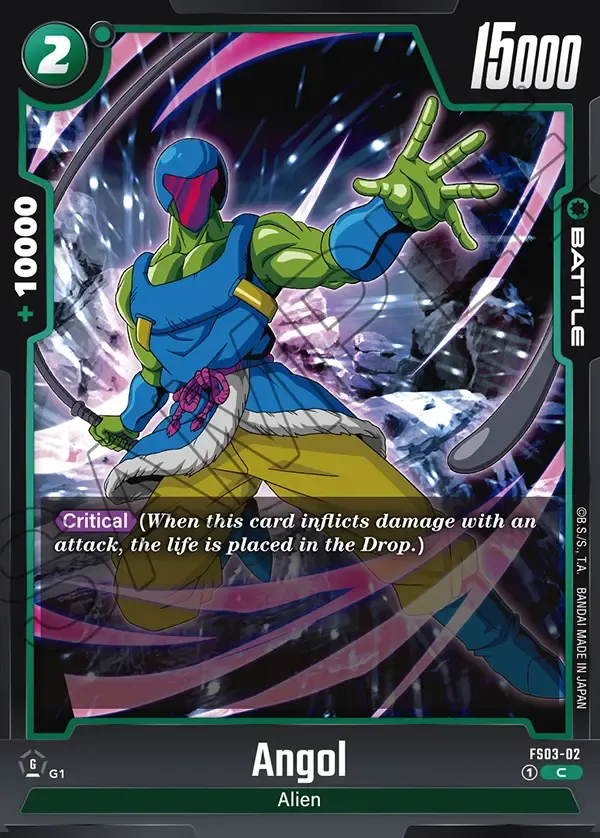 2
15000
+10000
BATTLE
SAMPLE
Critical (When this card inflicts damage with an
attack, the life is placed in the Drop.)
©B.S./S., T.A. BANDAI MADE IN JAPAN
Angol
FS03-02
G G1
1 C
Alien